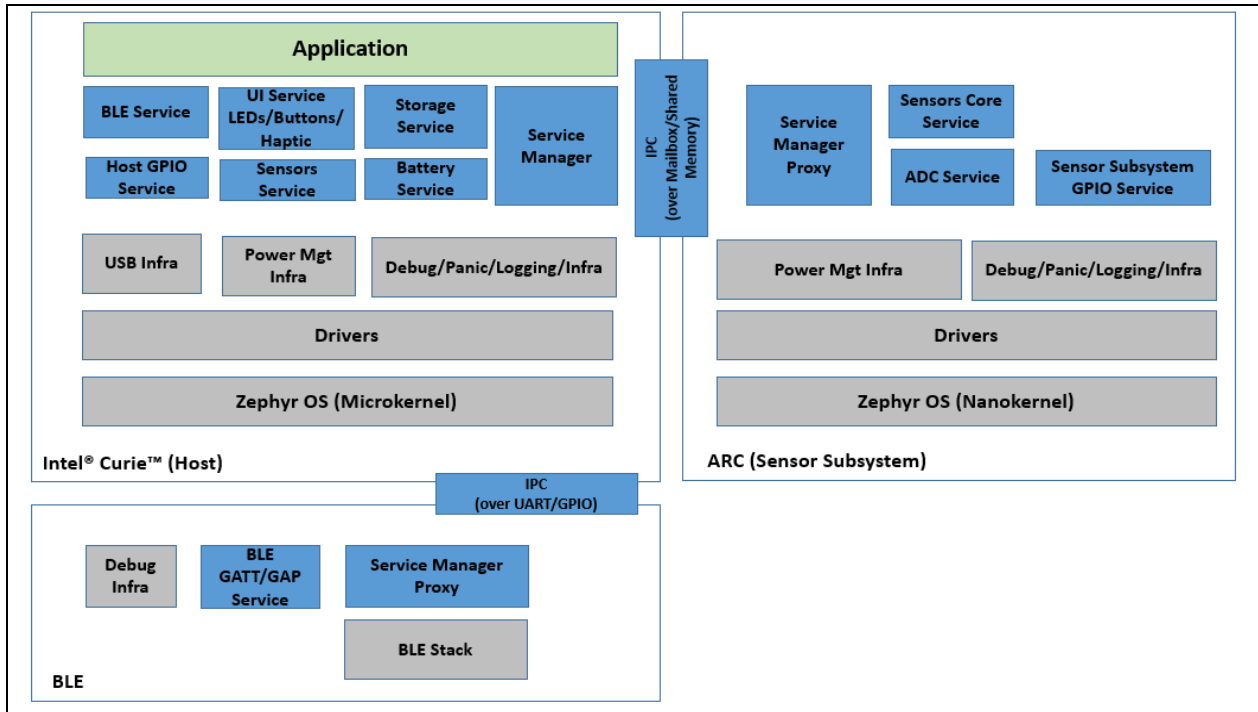 Application
BLE Service
UI Service
LEDs/Buttons/
Haptic
Storage
Service
Service
Manager
Host GPIO
Service
Sensors
Service
Battery
Service
USB Infra
Power Mgt
Infra
Debug/Panic/Logging/Infra
Drivers
Zephyr OS (Microkernel)
Intel® Curie™ (Host)
IPC
(over Mailbox/Shared
Memory)
Service
Manager
Proxy
Sensors Core
Service
ADC Service
Sensor Subsystem
GPIO Service
Power Mgt Infra
Debug/Panic/Logging/Infra
Drivers
Zephyr OS (Nanokernel)
ARC (Sensor Subsystem)
IPC
(over UART/GPIO)
Debug
Infra
BLE
GATT/GAP
Service
Service Manager
Proxy
BLE Stack
BLE